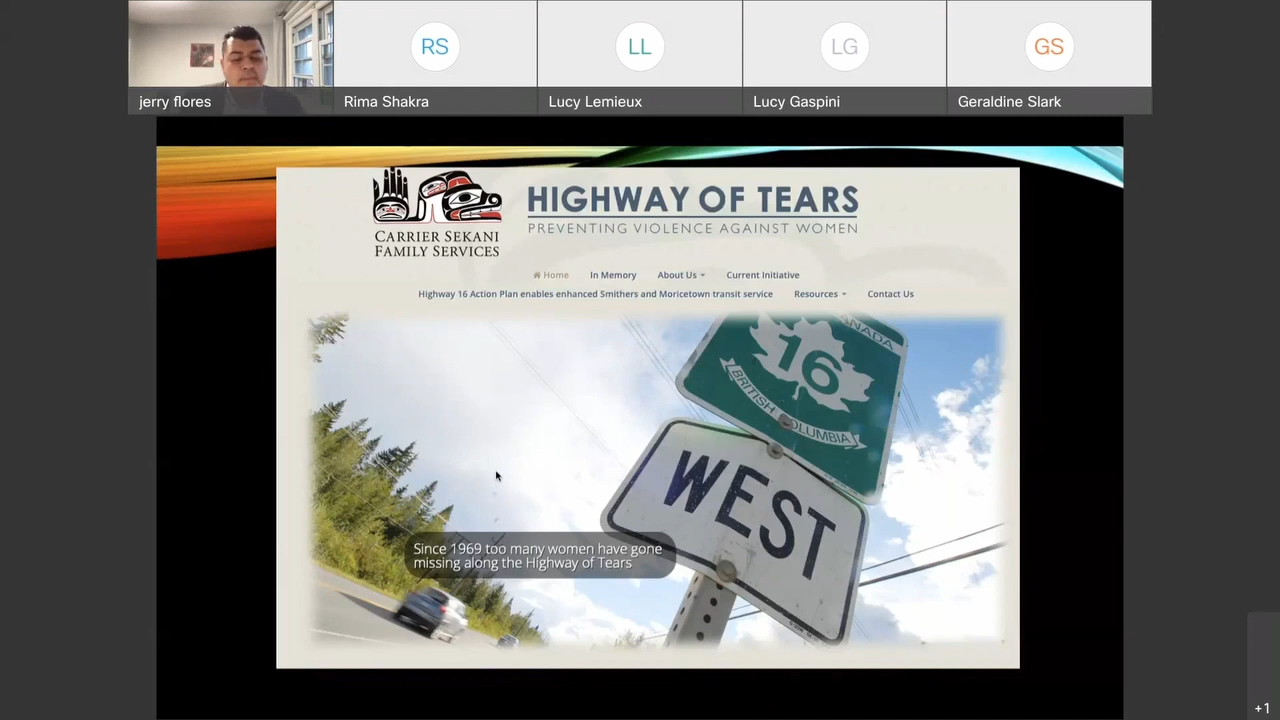 RS
LL
LG
GS
jerry flores
Rima Shakra
Lucy Lemieux
Lucy Gaspini
Geraldine Slark
HIGHWAY OF TEARS
PREVENTING VIOLENCE AGAINST WOMEN
CARRIER SEKANI
FAMILY SERVICES
Home
In Memory
About Us
Current Initiative
Highway 16 Action Plan enables enhanced Smithers and Moricetown transit service
Resources
Contact Us
CANADA
16
BRITISH COLUMBIA
WEST
Since 1969 too many women have gone
missing along the Highway of Tears
+1